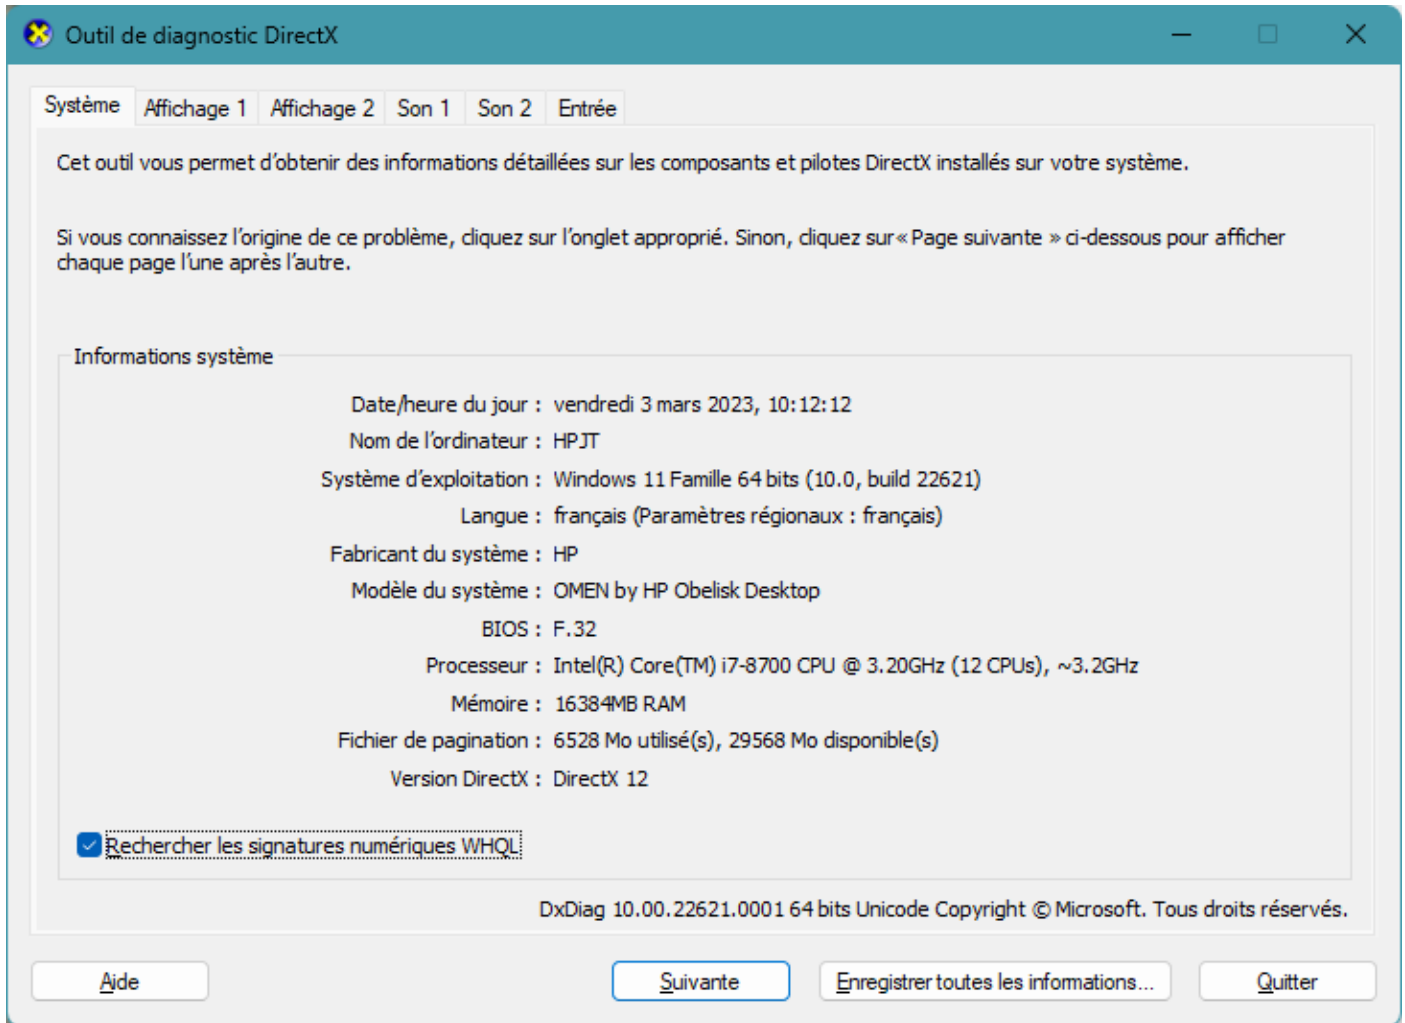 Outil de diagnostic DirectX
Système Affichage 1 Affichage 2 Son 1 Son 2 Entrée
Cet outil vous permet d’obtenir des informations détaillées sur les composants et pilotes DirectX installés sur votre système.
Si vous connaissez l’origine de ce problème, cliquez sur l’onglet approprié. Sinon, cliquez sur« Page suivante » ci-dessous pour afficher
chaque page l’une après l’autre.
Informations système
Date/heure du jour : vendredi 3 mars 2023, 10:12:12
Nom de l’ordinateur : HPJT
Système d’exploitation : Windows 11 Famille 64 bits (10.0, build 22621)
Langue : français (Paramètres régionaux : français)
Fabricant du système : HP
Modèle du système : OMEN by HP Obelisk Desktop
BIOS : F.32
Processeur : Intel(R) Core(TM) i7-8700 CPU @ 3.20GHz (12 CPUs), ~3.2GHz
Mémoire : 16384MB RAM
Fichier de pagination : 6528 Mo utilisé(s), 29568 Mo disponible(s)
Version DirectX : DirectX 12
Rechercher les signatures numériques WHQL
DxDiag 10.00.22621.0001 64 bits Unicode Copyright © Microsoft. Tous droits réservés.
Aide Suivante Enregistrer toutes les informations... Quitter